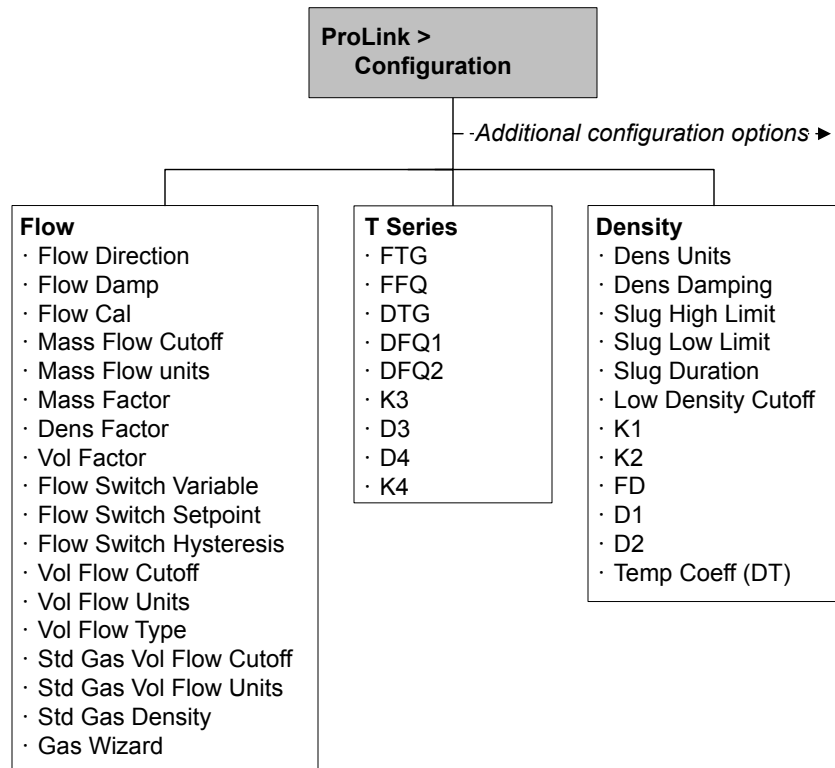 ProLink >
Configuration
Additional configuration options
Flow
· Flow Direction
· Flow Damp
· Flow Cal
· Mass Flow Cutoff
· Mass Flow units
· Mass Factor
· Dens Factor
· Vol Factor
· Flow Switch Variable
· Flow Switch Setpoint
· Flow Switch Hysteresis
· Vol Flow Cutoff
· Vol Flow Units
· Vol Flow Type
· Std Gas Vol Flow Cutoff
· Std Gas Vol Flow Units
· Std Gas Density
· Gas Wizard
T Series
· FTG
· FFQ
· DTG
· DFQ1
· DFQ2
· K3
· D3
· D4
· K4
Density
· Dens Units
· Dens Damping
· Slug High Limit
· Slug Low Limit
· Slug Duration
· Low Density Cutoff
· K1
· K2
· FD
· D1
· D2
· Temp Coeff (DT)